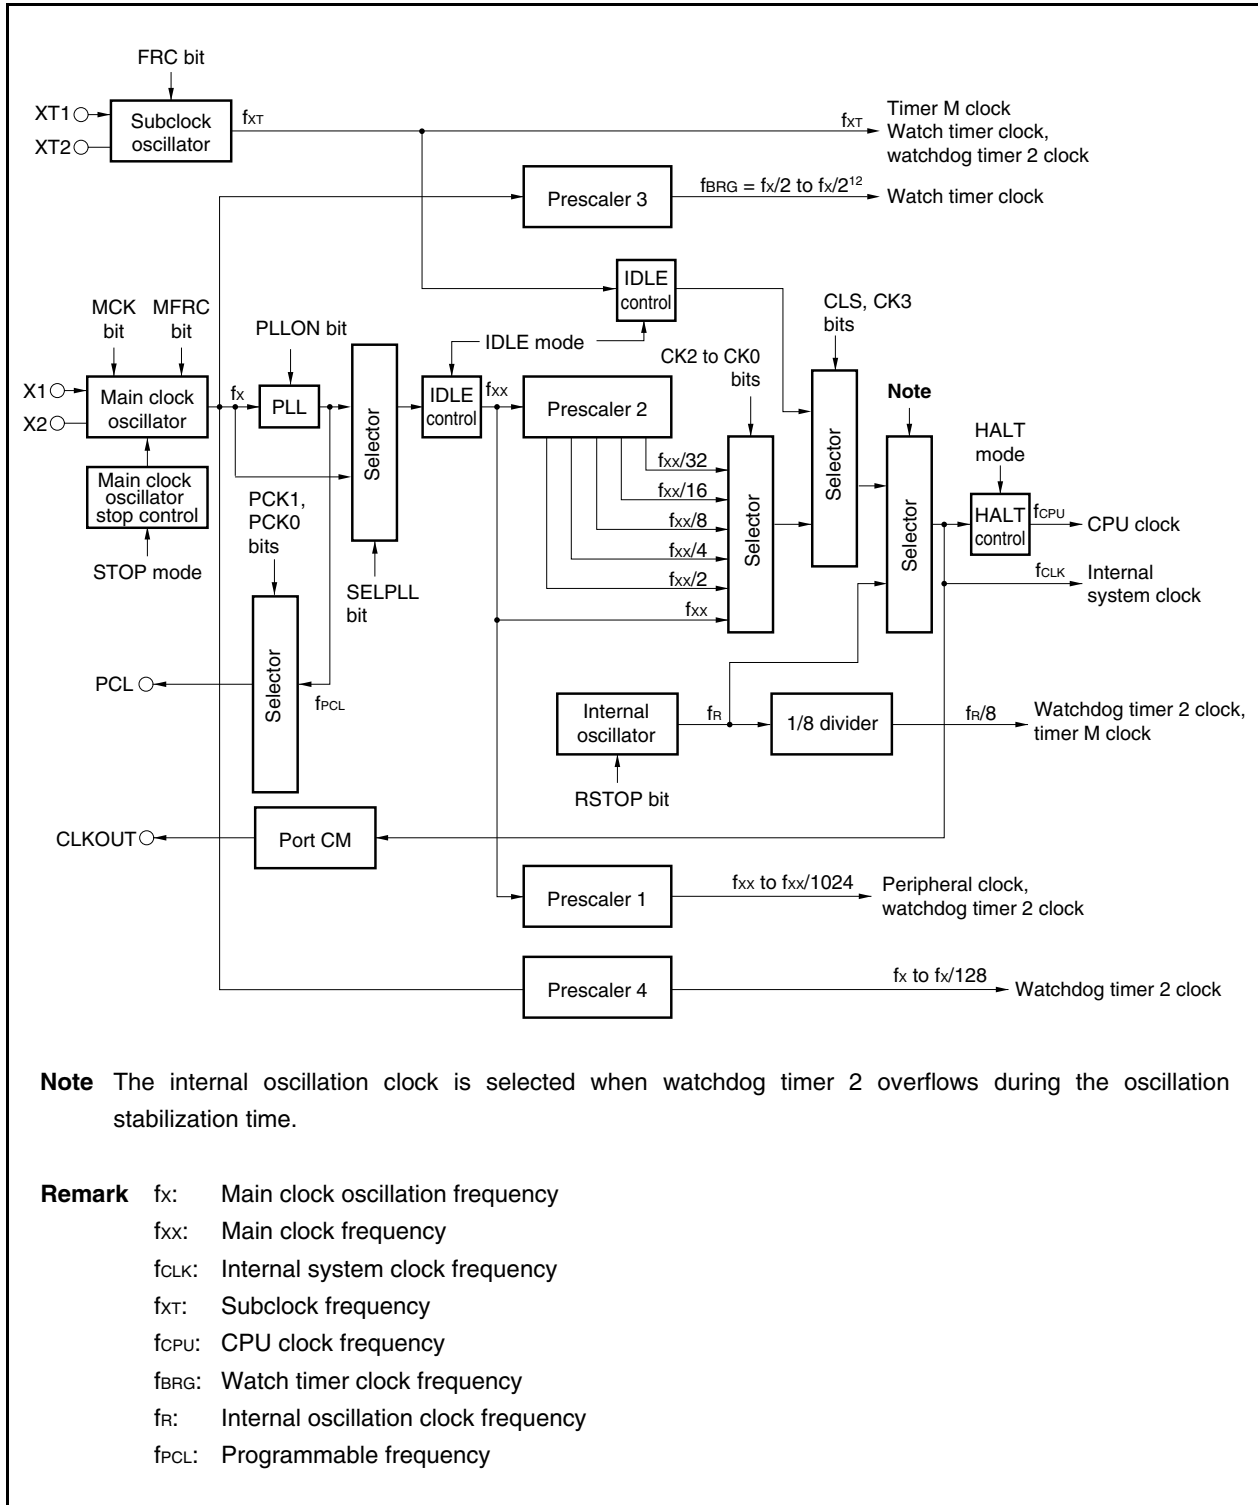 FRC bit
XT1
XT2
Subclock
oscillator
fXT
fXT
Timer M clock
Watch timer clock,
watchdog timer 2 clock
Prescaler 3
fBRG = fX/2 to fX/2¹²
Watch timer clock
IDLE
control
MCK
bit
MFRC
bit
PLLON bit
IDLE mode
CLS, CK3
bits
CK2 to CK0
bits
X1
X2
Main clock
oscillator
fX
PLL
Selector
IDLE
control
fXX
Prescaler 2
Selector
Note
HALT
mode
Main clock
oscillator
stop control
STOP mode
PCK1,
PCK0
bits
SELPLL
bit
fXX/32
fXX/16
fXX/8
fXX/4
fXX/2
fXX
Selector
Selector
HALT
control
fCPU
CPU clock
fCLK
Internal
system clock
PCL
Selector
fPCL
Internal
oscillator
fR
1/8 divider
fR/8
Watchdog timer 2 clock,
timer M clock
RSTOP bit
CLKOUT
Port CM
Prescaler 1
fXX to fXX/1024
Peripheral clock,
watchdog timer 2 clock
Prescaler 4
fX to fX/128
Watchdog timer 2 clock
Note The internal oscillation clock is selected when watchdog timer 2 overflows during the oscillation
stabilization time.
Remark fX: Main clock oscillation frequency
fXX: Main clock frequency
fCLK: Internal system clock frequency
fXT: Subclock frequency
fCPU: CPU clock frequency
fBRG: Watch timer clock frequency
fR: Internal oscillation clock frequency
fPCL: Programmable frequency